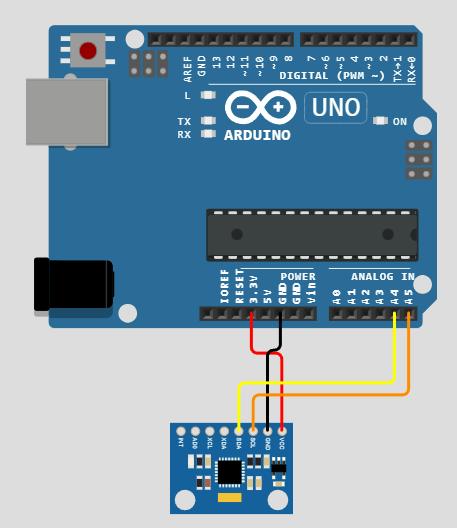 AREF
GND
13
12
~11
~10
~9
8
7
~6
~5
4
~3
2
TX→1
RX←0
DIGITAL (PWM ~)
L
TX
RX
UNO
ARDUINO
ON
IOREF
RESET
3.3V
5V
GND
GND
Vin
POWER
A0
A1
A2
A3
A4
A5
ANALOG IN
INT
AD0
XCL
XDA
SDA
SCL
GND
VCC